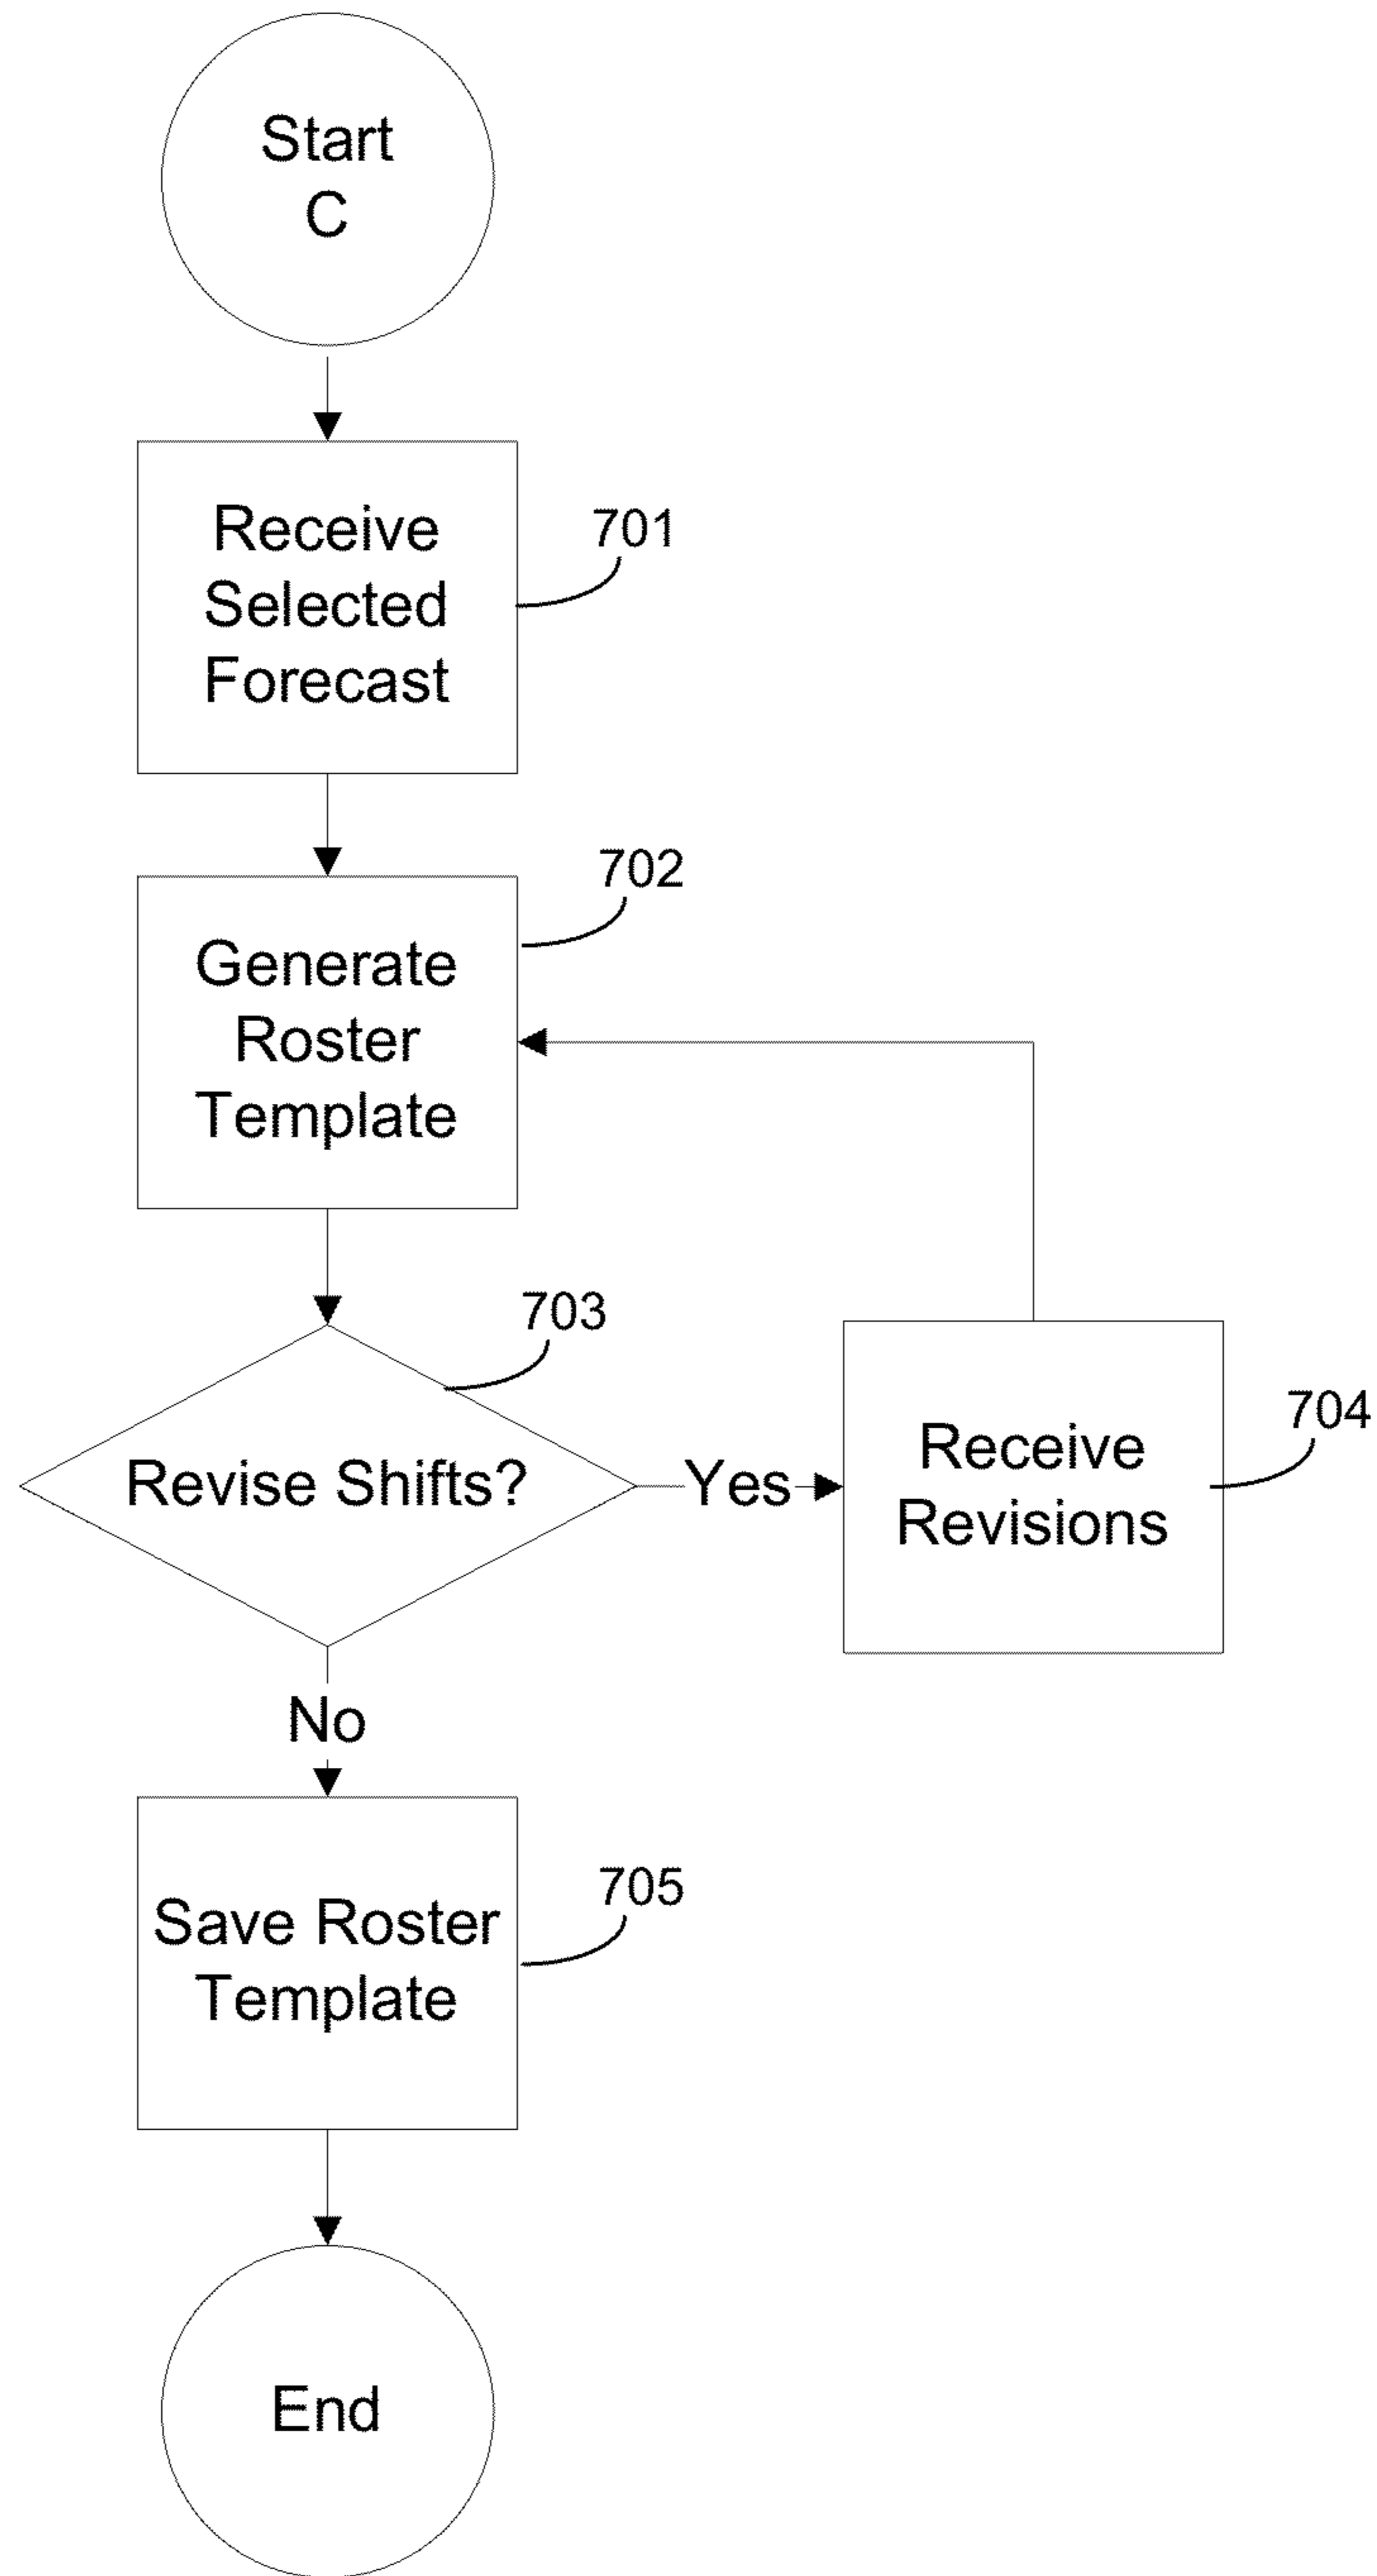 Start
C
Receive
Selected
Forecast
701
702
Generate
Roster
Template
703
Revise Shifts?
Yes
Receive
Revisions
704
No
Save Roster
Template
705
End